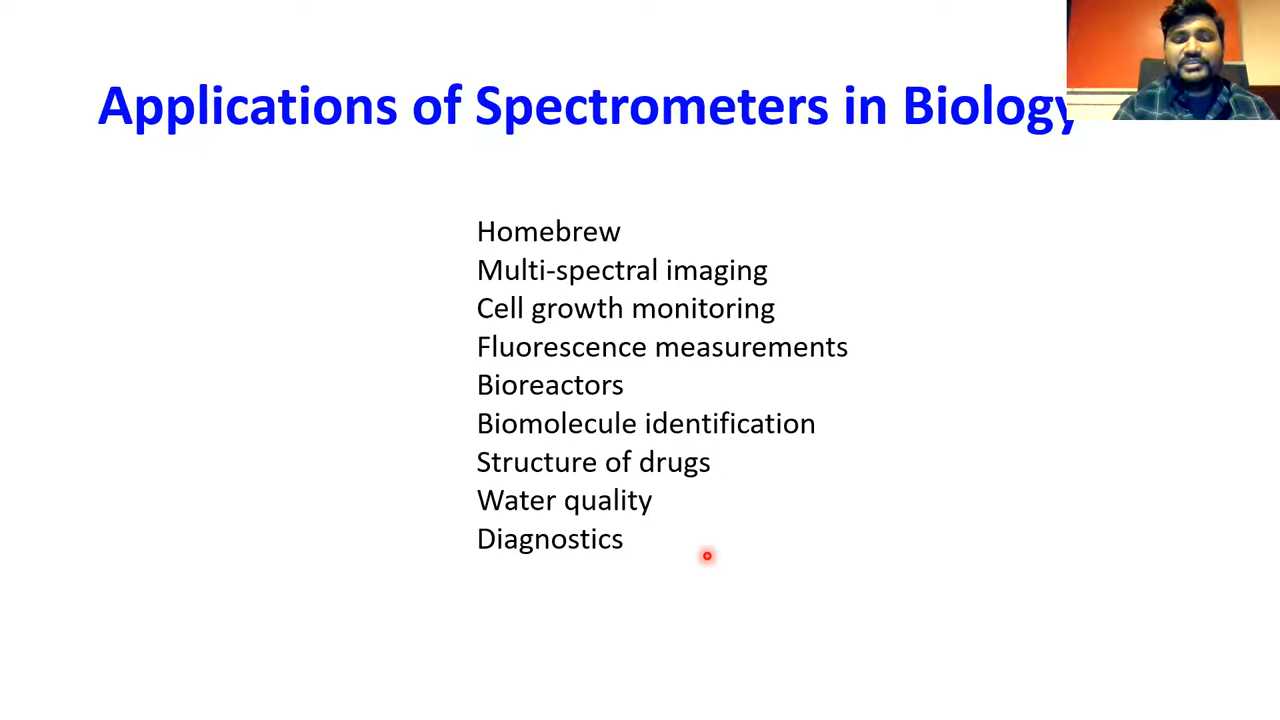 Applications of Spectrometers in Biology
Homebrew
Multi-spectral imaging
Cell growth monitoring
Fluorescence measurements
Bioreactors
Biomolecule identification
Structure of drugs
Water quality
Diagnostics